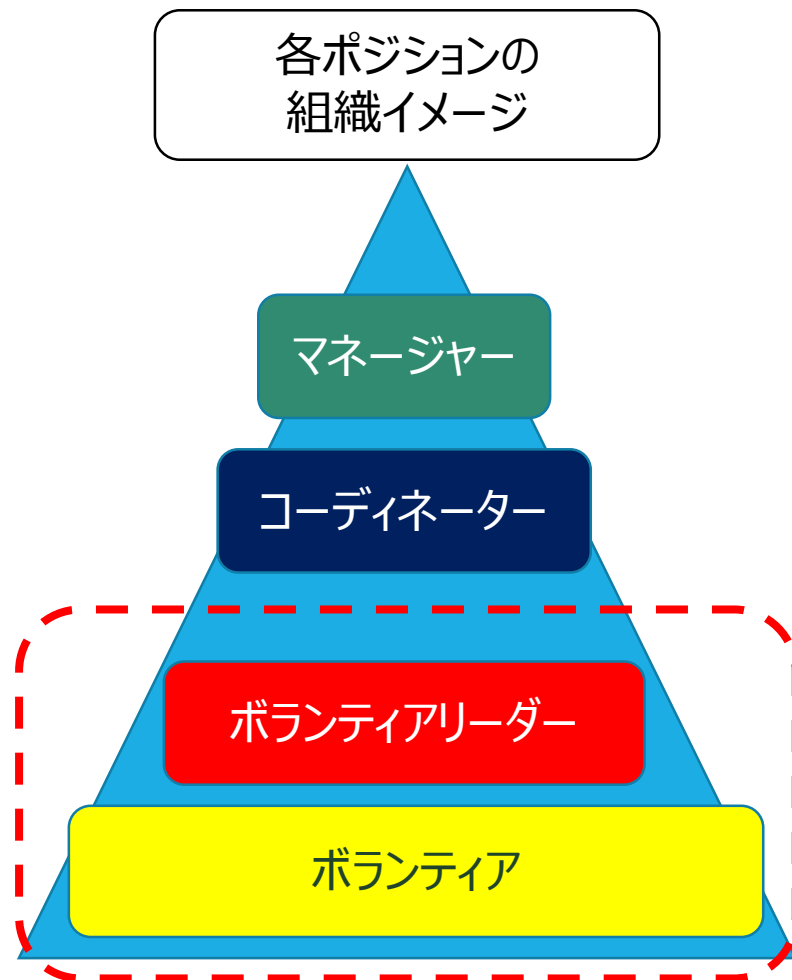 各ポジションの
組織イメージ
マネージャー
コーディネーター
ボランティアリーダー
ボランティア